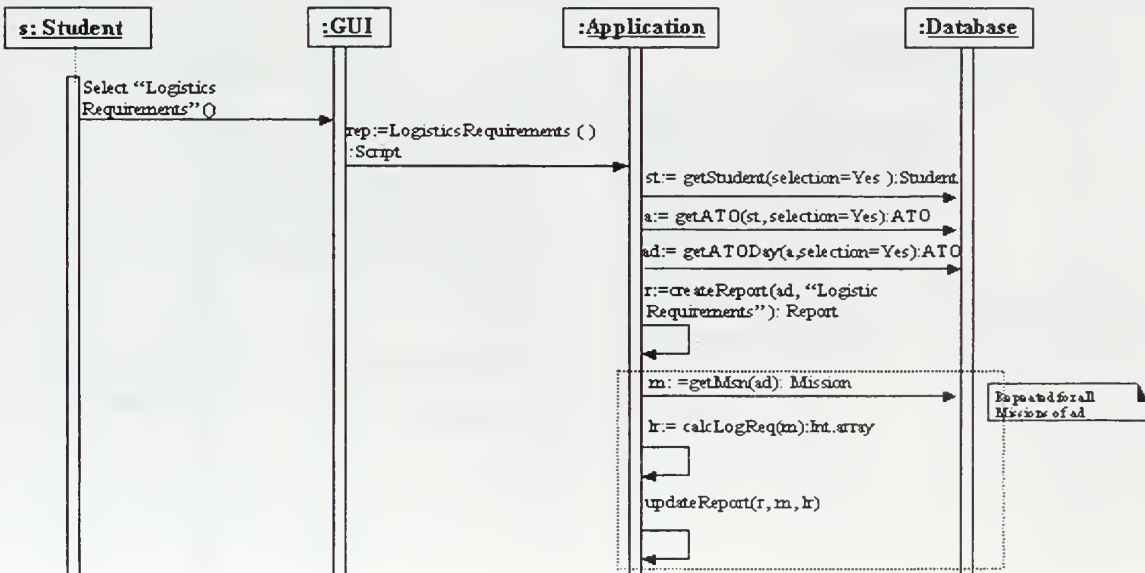 s: Student
:GUI
:Application
:Database
Select “Logistics
Requirements” ()
rep:=LogisticsRequirements ( )
:Script
st:= getStudent(selection=Yes ):Student
a:= getATO(st,selection=Yes):ATO
ad:= getATODay(a,selection=Yes):ATO
r:=createReport(ad, “Logistic
Requirements” ): Report
m: =getMsn(ad): Mission
Repeated for all
Missions of ad
lr:= calcLogReq(m):Int.array
updateReport(r, m, lr)